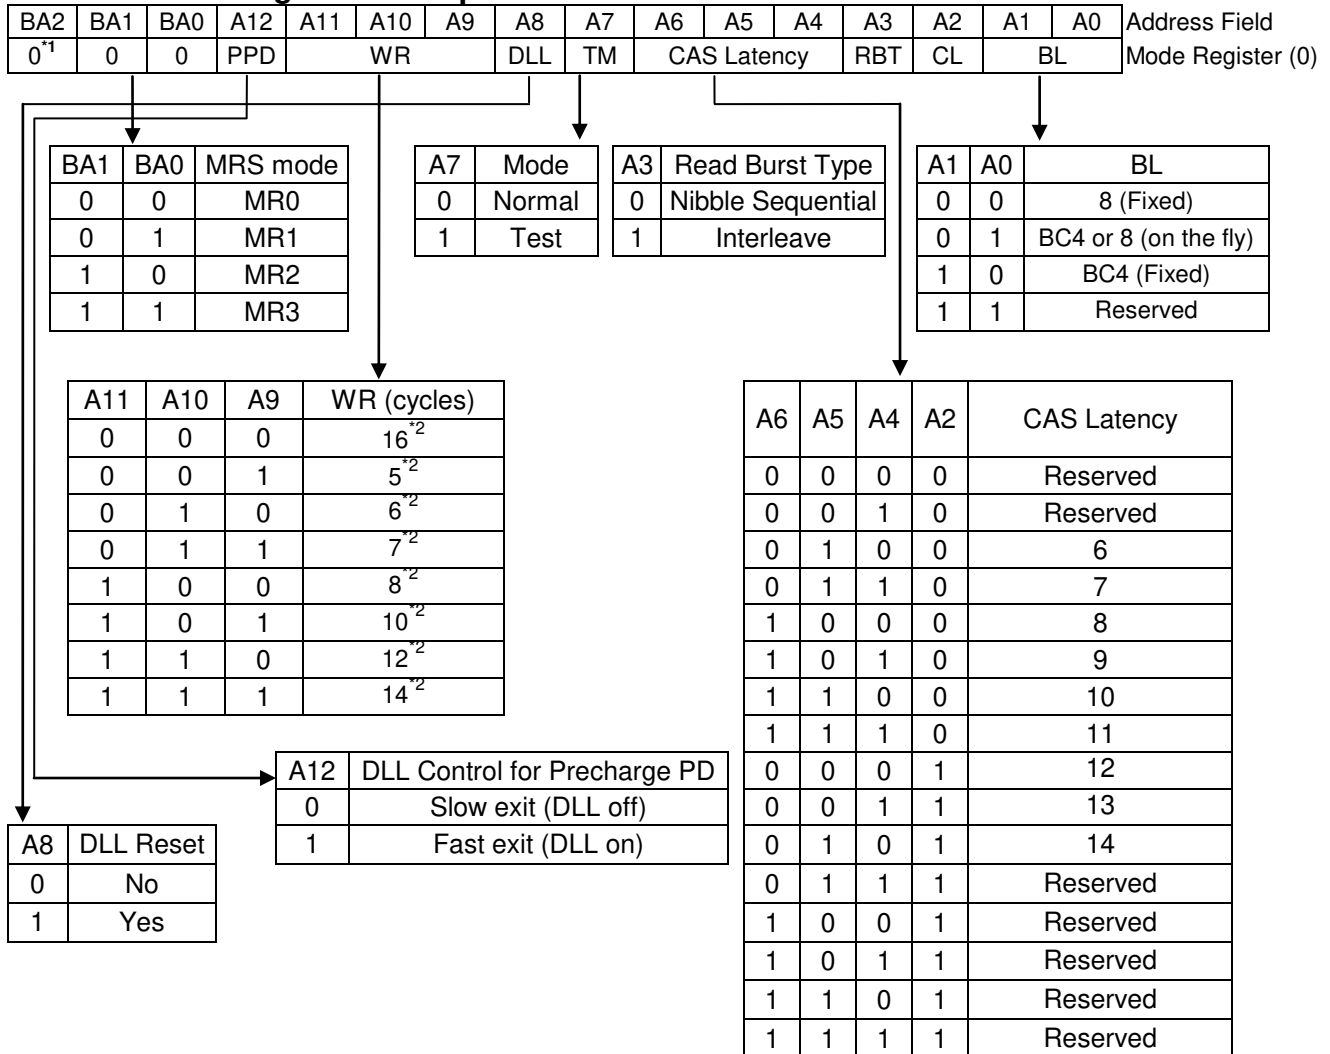 BA2 BA1 BA0 A12 A11 A10 A9 A8 A7 A6 A5 A4 A3 A2 A1 A0 Address Field
0*1 0 0 PPD WR DLL TM CAS Latency RBT CL BL Mode Register (0)
BA1 BA0 MRS mode
0 0 MR0
0 1 MR1
1 0 MR2
1 1 MR3
A7 Mode
0 Normal
1 Test
A3 Read Burst Type
0 Nibble Sequential
1 Interleave
A1 A0 BL
0 0 8 (Fixed)
0 1 BC4 or 8 (on the fly)
1 0 BC4 (Fixed)
1 1 Reserved
A11 A10 A9 WR (cycles)
0 0 0 16*2
0 0 1 5*2
0 1 0 6*2
0 1 1 7*2
1 0 0 8*2
1 0 1 10*2
1 1 0 12*2
1 1 1 14*2
A6 A5 A4 A2 CAS Latency
0 0 0 0 Reserved
0 0 1 0 Reserved
0 1 0 0 6
0 1 1 0 7
1 0 0 0 8
1 0 1 0 9
1 1 0 0 10
1 1 1 0 11
0 0 0 1 12
0 0 1 1 13
0 1 0 1 14
0 1 1 1 Reserved
1 0 0 1 Reserved
1 0 1 1 Reserved
1 1 0 1 Reserved
1 1 1 1 Reserved
A12 DLL Control for Precharge PD
0 Slow exit (DLL off)
1 Fast exit (DLL on)
A8 DLL Reset
0 No
1 Yes